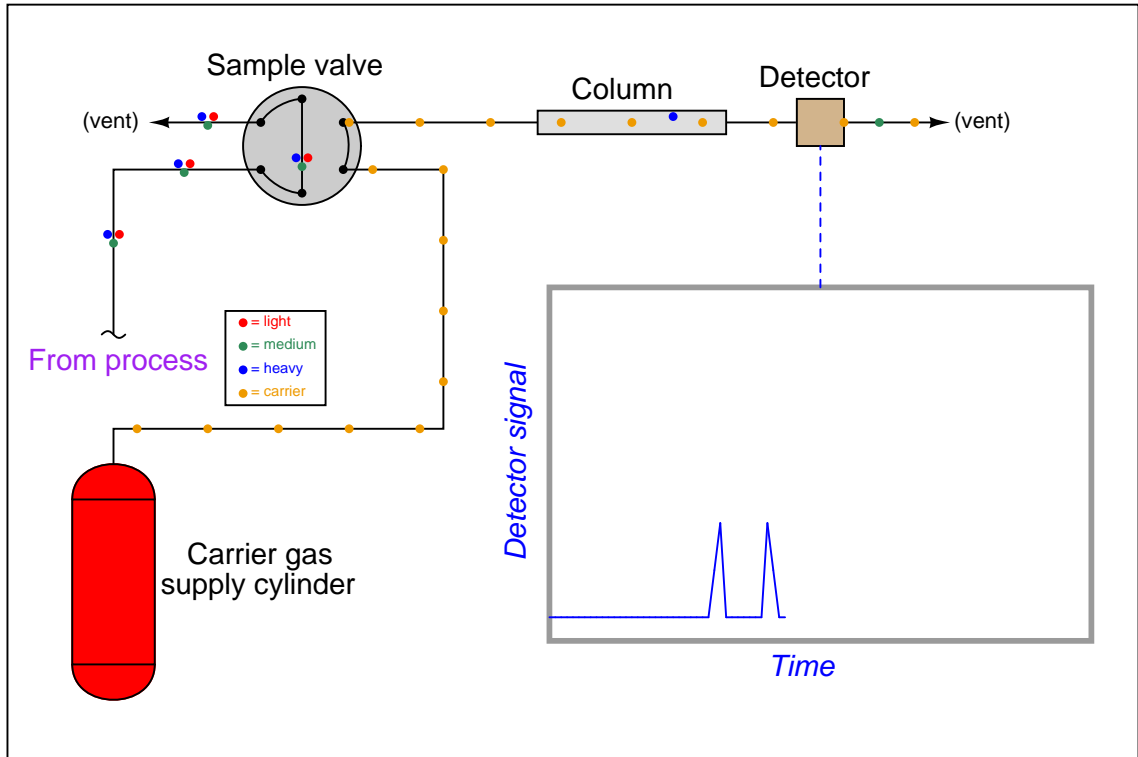 Sample valve
Column
Detector
(vent)
(vent)
From process
= light
= medium
= heavy
= carrier
Detector signal
Carrier gas
supply cylinder
Time